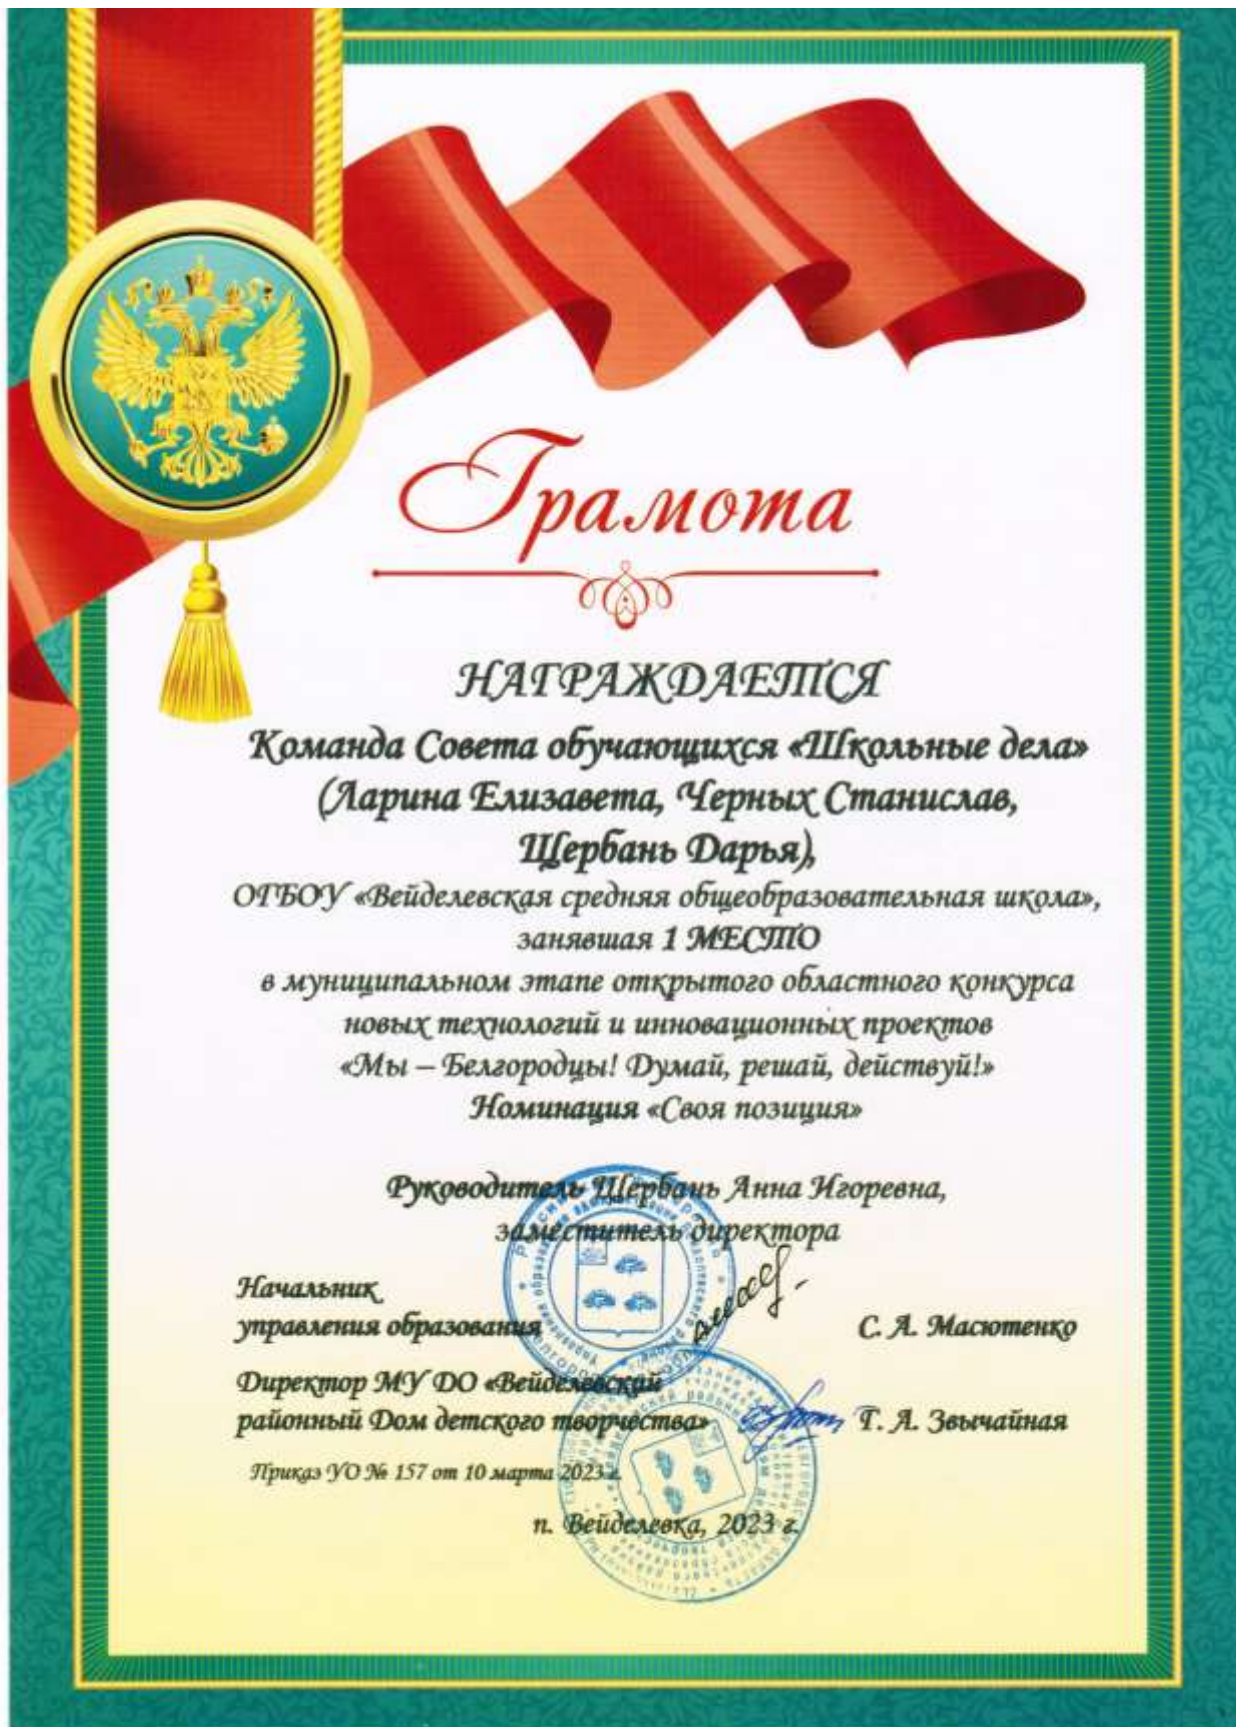 Грамота
НАГРАЖДАЕТСЯ
Команда Совета обучающихся «Школьные дела»
(Ларина Елизавета, Черных Станислав,
Щербань Дарья),
ОГБОУ «Вейделевская средняя общеобразовательная школа»,
занявшая 1 МЕСТО
в муниципальном этапе открытого областного конкурса
новых технологий и инновационных проектов
«Мы – Белгородцы! Думай, решай, действуй!»
Номинация «Своя позиция»
Руководитель Щербань Анна Игоревна,
заместитель директора
Начальник
управления образования
С. А. Масютенко
Директор МУ ДО «Вейделевский
районный Дом детского творчества»
Г. А. Звычайная
Приказ УО № 157 от 10 марта 2023 г.
п. Вейделевка, 2023 г.